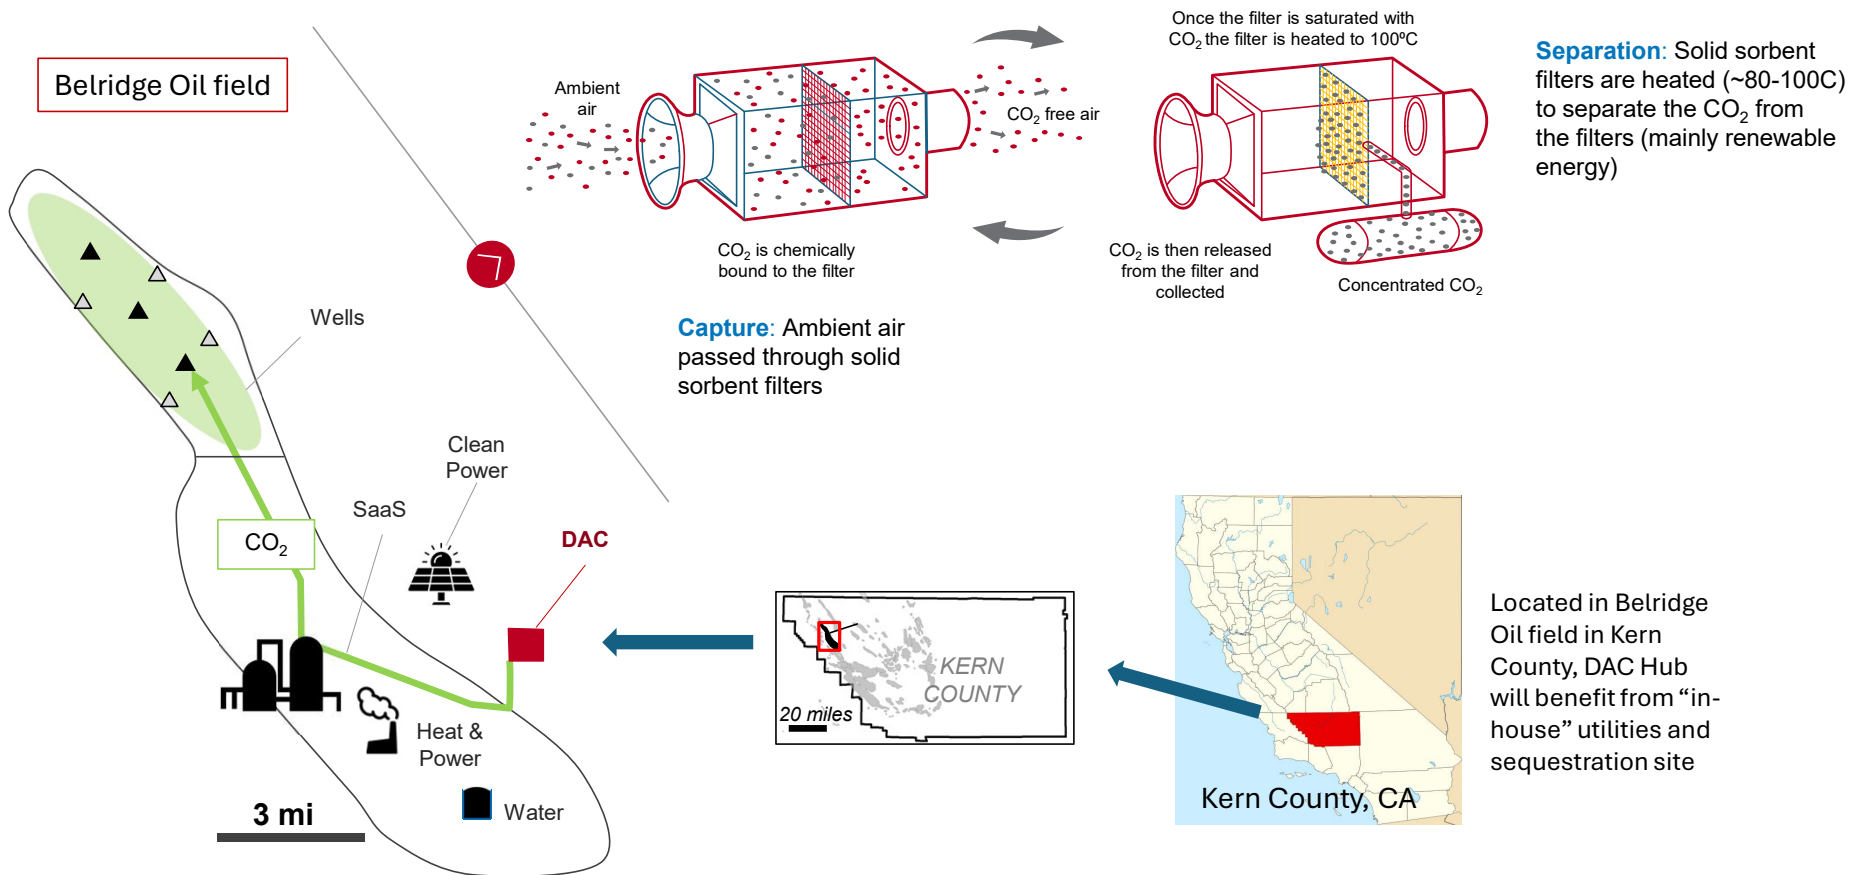 Belridge Oil field
Ambient
air
CO2 free air
CO2 is chemically
bound to the filter
Capture: Ambient air
passed through solid
sorbent filters
Once the filter is saturated with
CO2 the filter is heated to 100ºC
CO2 is then released
from the filter and
collected
Concentrated CO2
Separation: Solid sorbent
filters are heated (~80-100C)
to separate the CO2 from
the filters (mainly renewable
energy)
Wells
Clean
Power
SaaS
CO2
DAC
Heat &
Power
Water
3 mi
KERN
COUNTY
20 miles
Kern County, CA
Located in Belridge
Oil field in Kern
County, DAC Hub
will benefit from “in-
house” utilities and
sequestration site